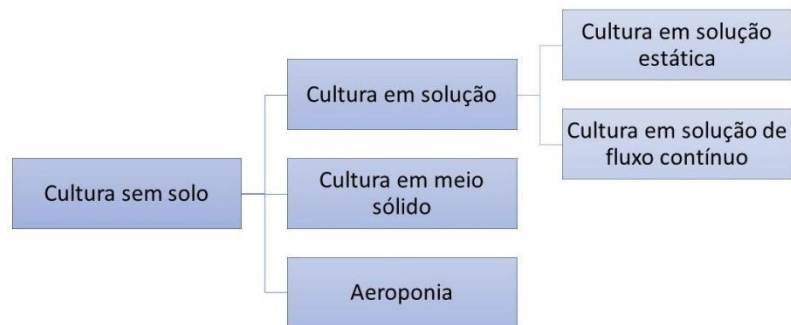 Cultura sem solo
Cultura em solução
Cultura em solução
estática
Cultura em solução de
fluxo contínuo
Cultura em meio
sólido
Aeroponia